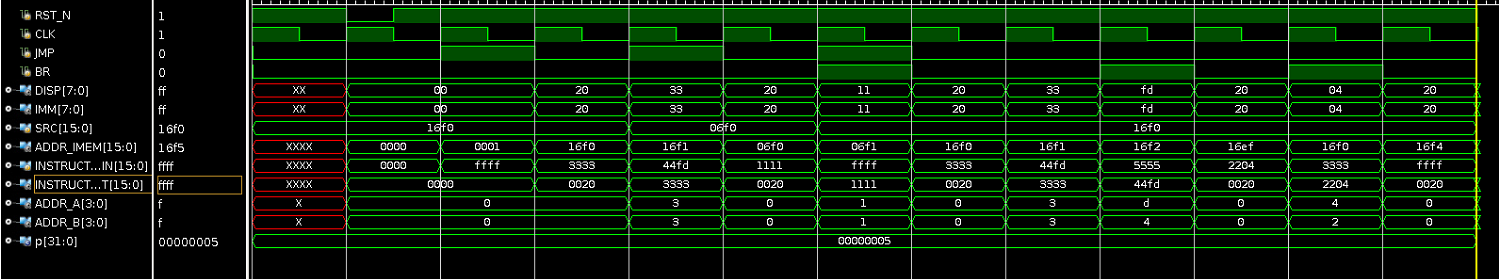 RST_N 1
CLK 1
JMP 0
BR 0
DISP[7:0] ff XX 00 20 33 20 11 20 33 fd 20 04 20
IMM[7:0] ff XX 00 20 33 20 11 20 33 fd 20 04 20
SRC[15:0] 16f0 16f0 06f0 16f0
ADDR_IMEM[15:0] 16f5 XXXX 0000 0001 16ef 16f1 06f0 06f1 16f0 16f1 16f2 16ef 16f0 16f4
INSTRUCT...IN[15:0] ffff XXXX 0000 ffff 3333 44fd 1111 ffff 3333 44fd 5555 2204 3333 ffff
INSTRUCT...T[15:0] ffff XXXX 0000 0020 3333 0020 1111 0020 3333 44fd 0020 2204 0020
ADDR_A[3:0] f X 0 3 0 1 0 3 d 0 4 0
ADDR_B[3:0] f X 0 3 0 1 0 3 4 0 2 0
p[31:0] 00000005 00000005